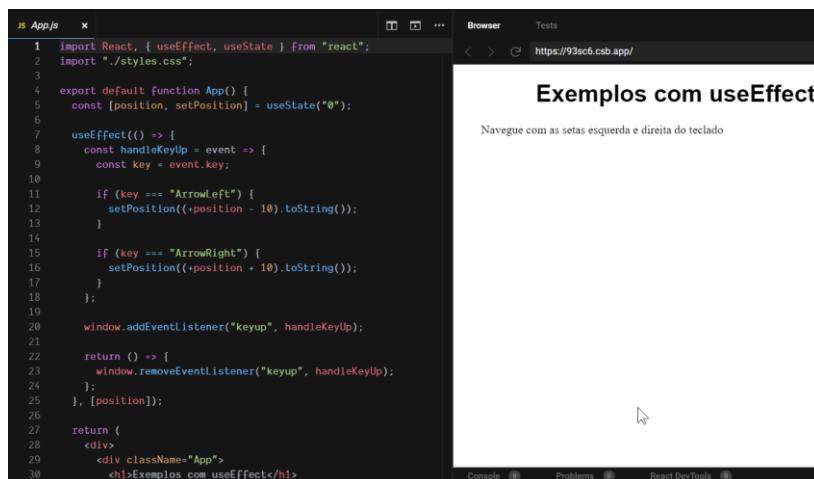 JS App.js ×
1 import React, { useEffect, useState } from "react";
2 import "./styles.css";
3
4 export default function App() {
5 const [position, setPosition] = useState("0");
6
7 useEffect(() => {
8 const handleKeyUp = event => {
9 const key = event.key;
10
11 if (key === "ArrowLeft") {
12 setPosition((+position - 10).toString());
13 }
14
15 if (key === "ArrowRight") {
16 setPosition((+position + 10).toString());
17 }
18 };
19
20 window.addEventListener("keyup", handleKeyUp);
21
22 return () => {
23 window.removeEventListener("keyup", handleKeyUp);
24 };
25 }, [position]);
26
27 return (
28 <div>
29 <div className="App">
30 <h1>Exemplos com useEffect</h1>
Browser Tests
https://93sc6.csb.app/
Exemplos com useEffect
Navegue com as setas esquerda e direita do teclado
Console 0 Problems 0 React DevTools 0